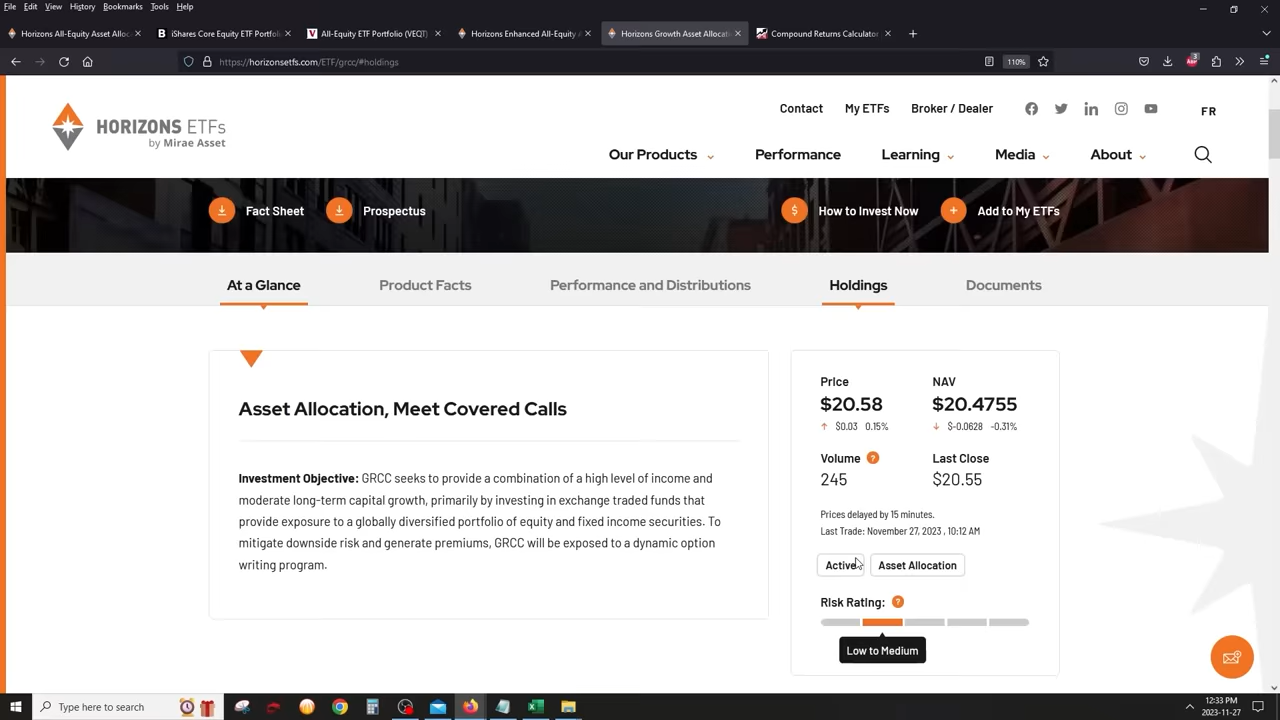 File Edit View History Bookmarks Tools Help
Horizons All-Equity Asset Alloc
iShares Core Equity ETF Portfol
All-Equity ETF Portfolio (VEQT)
Horizons Enhanced All-Equity A
Horizons Growth Asset Allocati
Compound Returns Calculator
https://horizonsetfs.com/ETF/grcc/#holdings
110%
Contact My ETFs Broker / Dealer FR
HORIZONS ETFs
by Mirae Asset
Our Products Performance Learning Media About
Fact Sheet Prospectus How to Invest Now Add to My ETFs
At a Glance Product Facts Performance and Distributions Holdings Documents
Asset Allocation, Meet Covered Calls
Investment Objective: GRCC seeks to provide a combination of a high level of income and
moderate long-term capital growth, primarily by investing in exchange traded funds that
provide exposure to a globally diversified portfolio of equity and fixed income securities. To
mitigate downside risk and generate premiums, GRCC will be exposed to a dynamic option
writing program.
Price NAV
$20.58 $20.4755
$0.03 0.15% $-0.0628 -0.31%
Volume ? Last Close
245 $20.55
Prices delayed by 15 minutes.
Last Trade: November 27, 2023 , 10:12 AM
Active Asset Allocation
Risk Rating: ?
Low to Medium
Type here to search
12:33 PM
2023-11-27